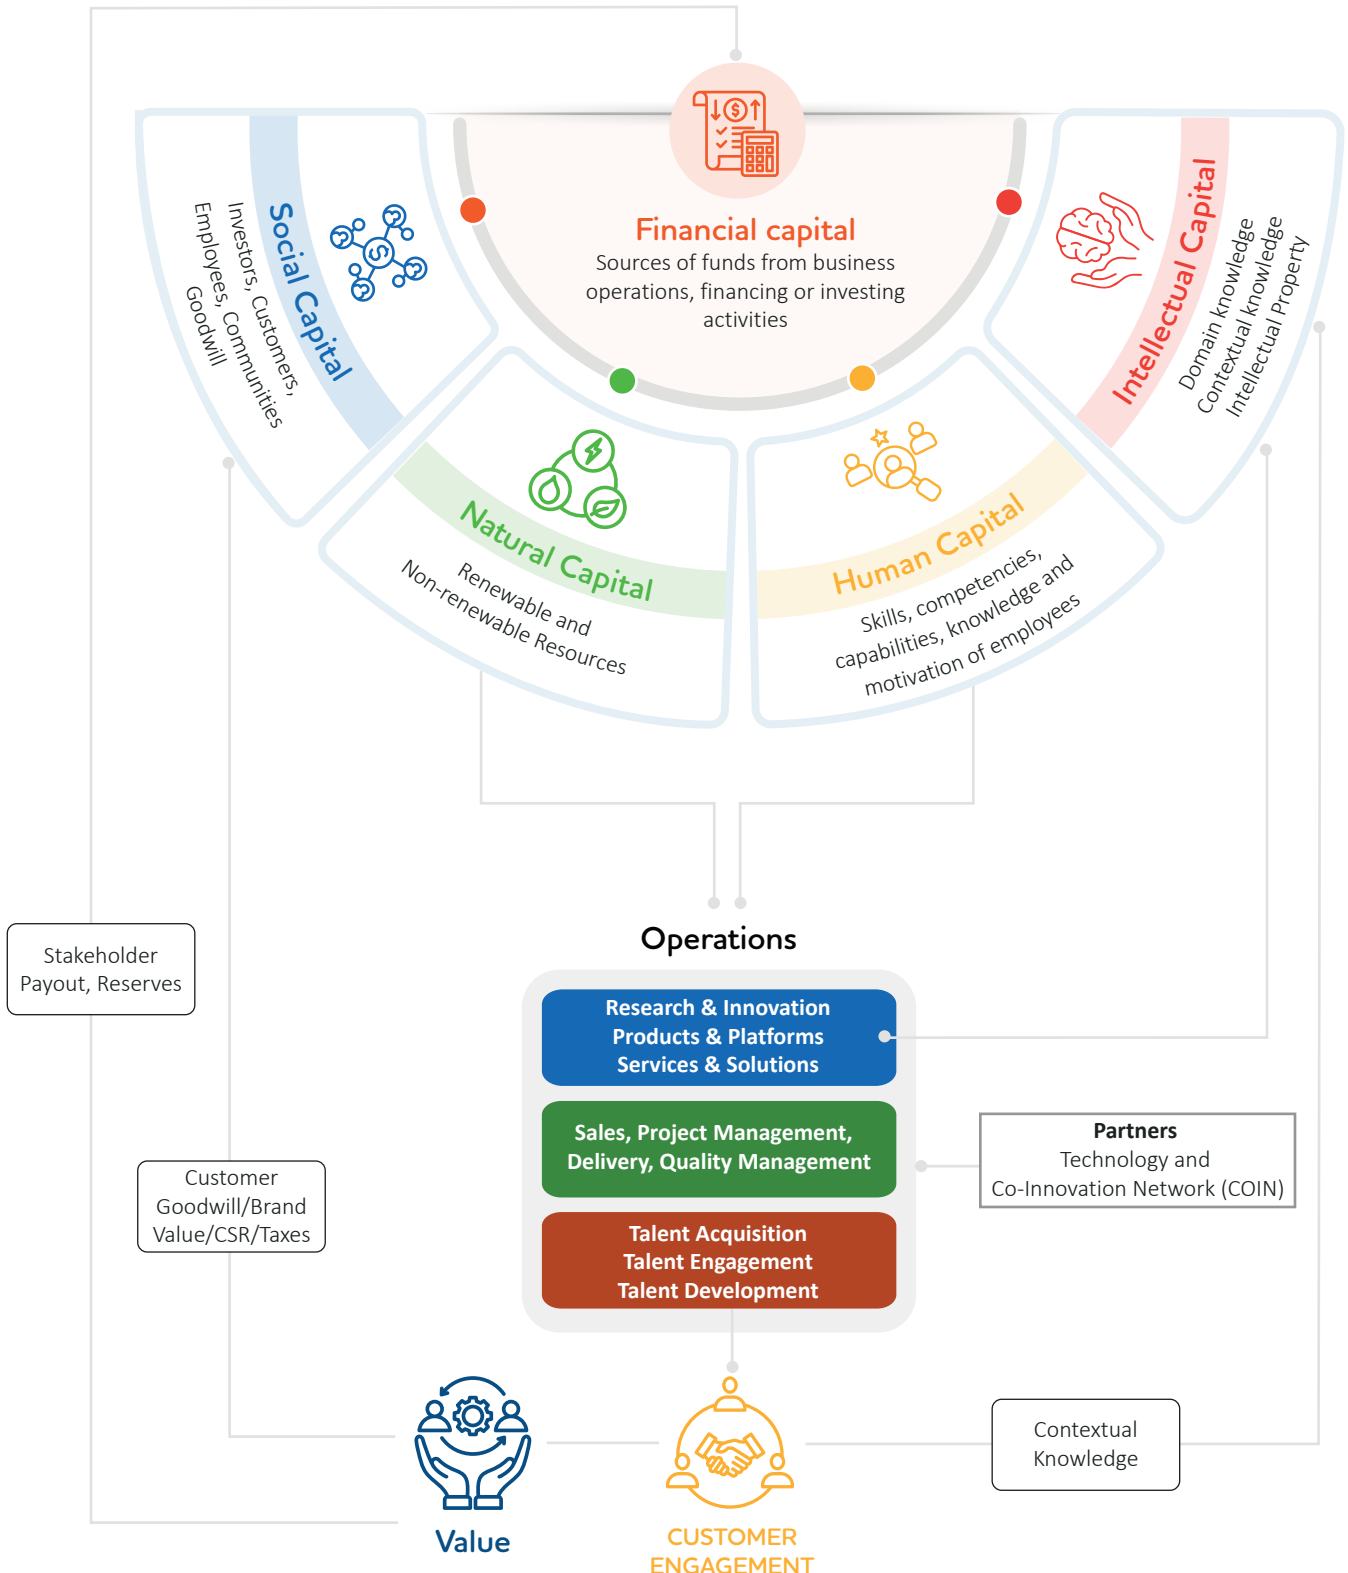 Financial capital
Sources of funds from business
operations, financing or investing
activities
Social Capital
Investors, Customers,
Employees, Communities
Goodwill
Natural Capital
Renewable and
Non-renewable Resources
Human Capital
Skills, competencies,
capabilities, knowledge and
motivation of employees
Intellectual Capital
Domain knowledge
Contextual knowledge
Intellectual Property
Operations
Research & Innovation
Products & Platforms
Services & Solutions
Sales, Project Management,
Delivery, Quality Management
Talent Acquisition
Talent Engagement
Talent Development
Partners
Technology and
Co-Innovation Network (COIN)
Stakeholder
Payout, Reserves
Customer
Goodwill/Brand
Value/CSR/Taxes
Contextual
Knowledge
Value
CUSTOMER
ENGAGEMENT